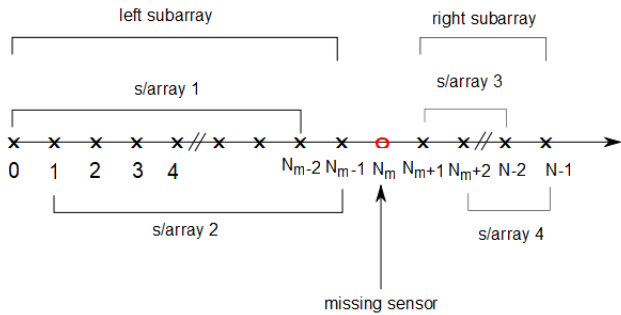 left subarray
right subarray
s/array 1
s/array 3
0 1 2 3 4 Nm-2 Nm-1 Nm Nm+1 Nm+2 N-2 N-1
s/array 2
s/array 4
missing sensor